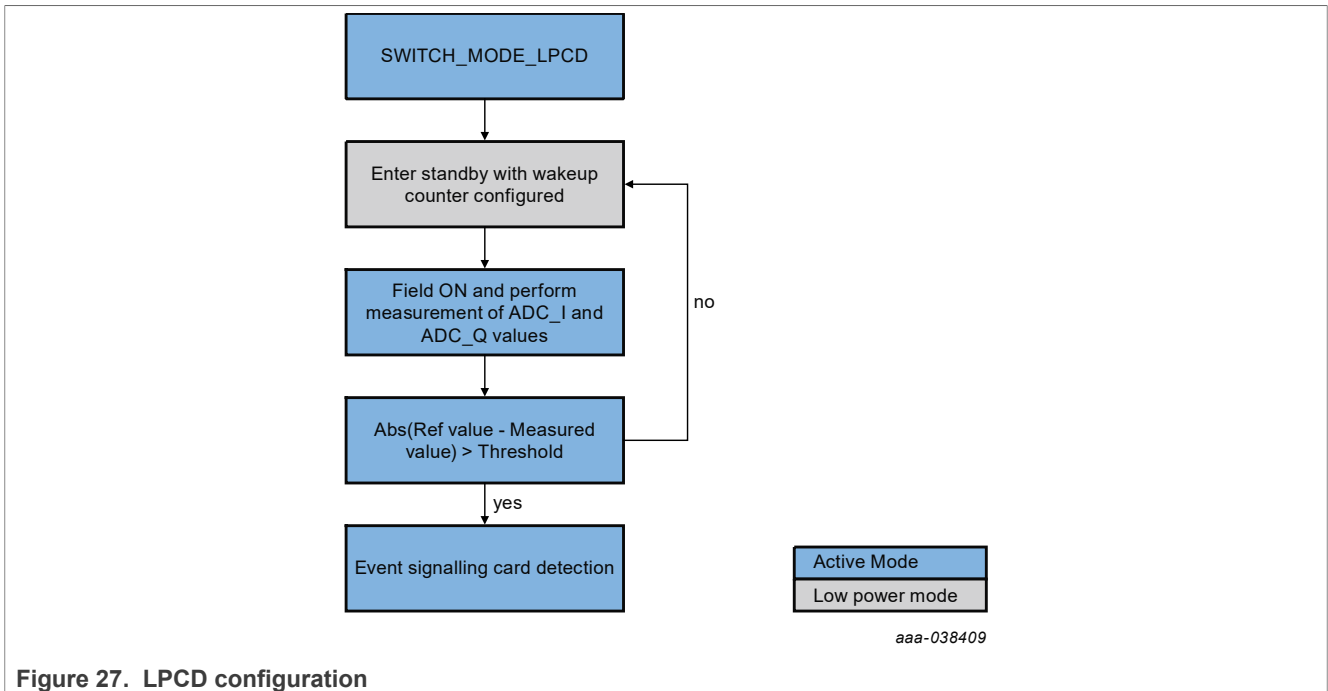 SWITCH_MODE_LPCD
Enter standby with wakeup
counter configured
Field ON and perform
measurement of ADC_I and
ADC_Q values
no
Abs(Ref value - Measured
value) > Threshold
yes
Event signalling card detection
Active Mode
Low power mode
aaa-038409
Figure 27. LPCD configuration